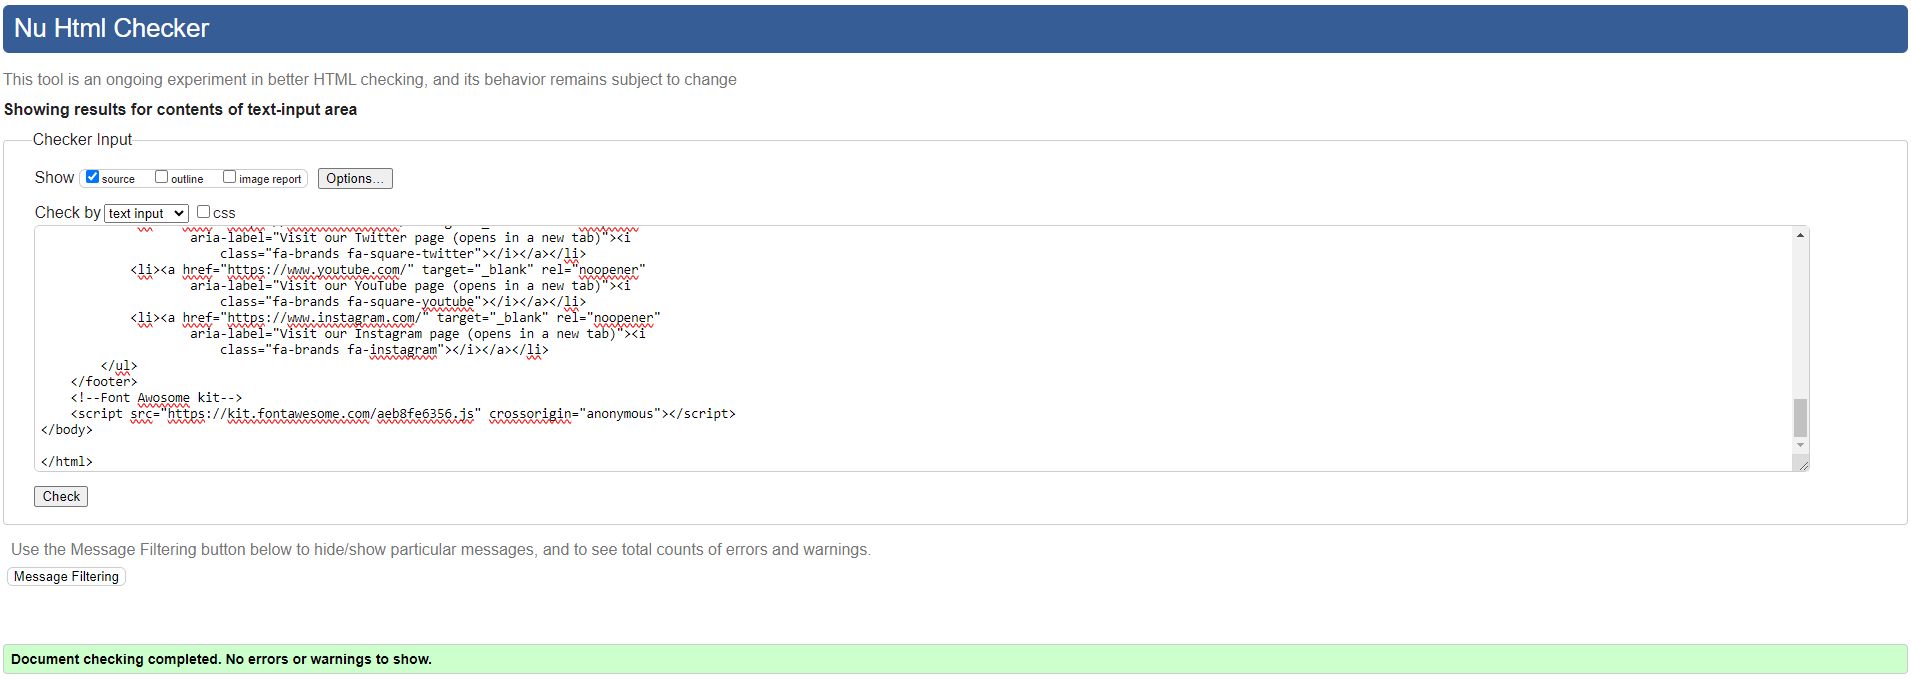 Nu Html Checker
This tool is an ongoing experiment in better HTML checking, and its behavior remains subject to change
Showing results for contents of text-input area
Checker Input
Show source outline image report Options...
Check by text input css
aria-label="Visit our Twitter page (opens in a new tab)"><i
class="fa-brands fa-square-twitter"></i></a></li>
<li><a href="https://www.youtube.com/" target="_blank" rel="noopener"
aria-label="Visit our YouTube page (opens in a new tab)"><i
class="fa-brands fa-square-youtube"></i></a></li>
<li><a href="https://www.instagram.com/" target="_blank" rel="noopener"
aria-label="Visit our Instagram page (opens in a new tab)"><i
class="fa-brands fa-instagram"></i></a></li>
</ul>
</footer>
<!--Font Awosome kit-->
<script src="https://kit.fontawesome.com/aeb8fe6356.js" crossorigin="anonymous"></script>
</body>
</html>
Check
Use the Message Filtering button below to hide/show particular messages, and to see total counts of errors and warnings.
Message Filtering
Document checking completed. No errors or warnings to show.